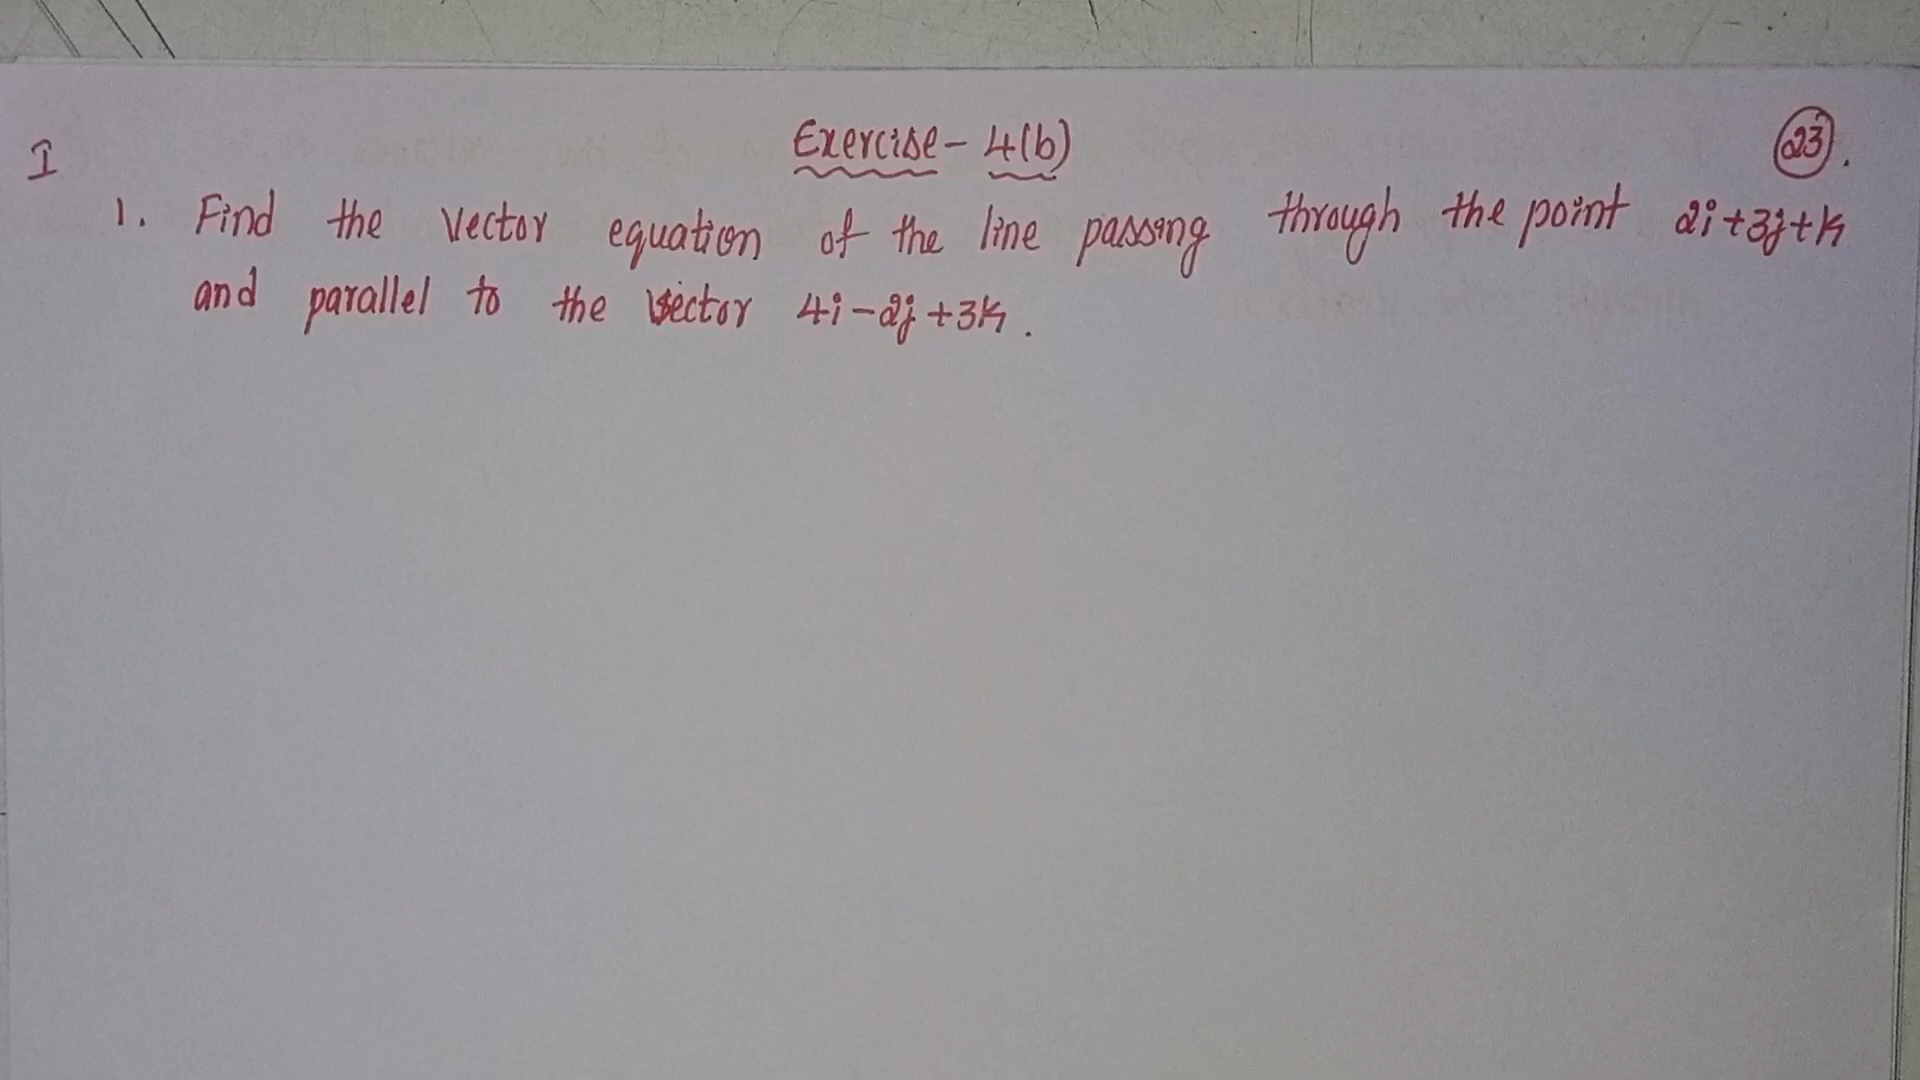 Exercise - 4(b)
23.
I
1. Find the vector equation of the line passing through the point 2i+3j+k
and parallel to the vector 4i-2j+3k.